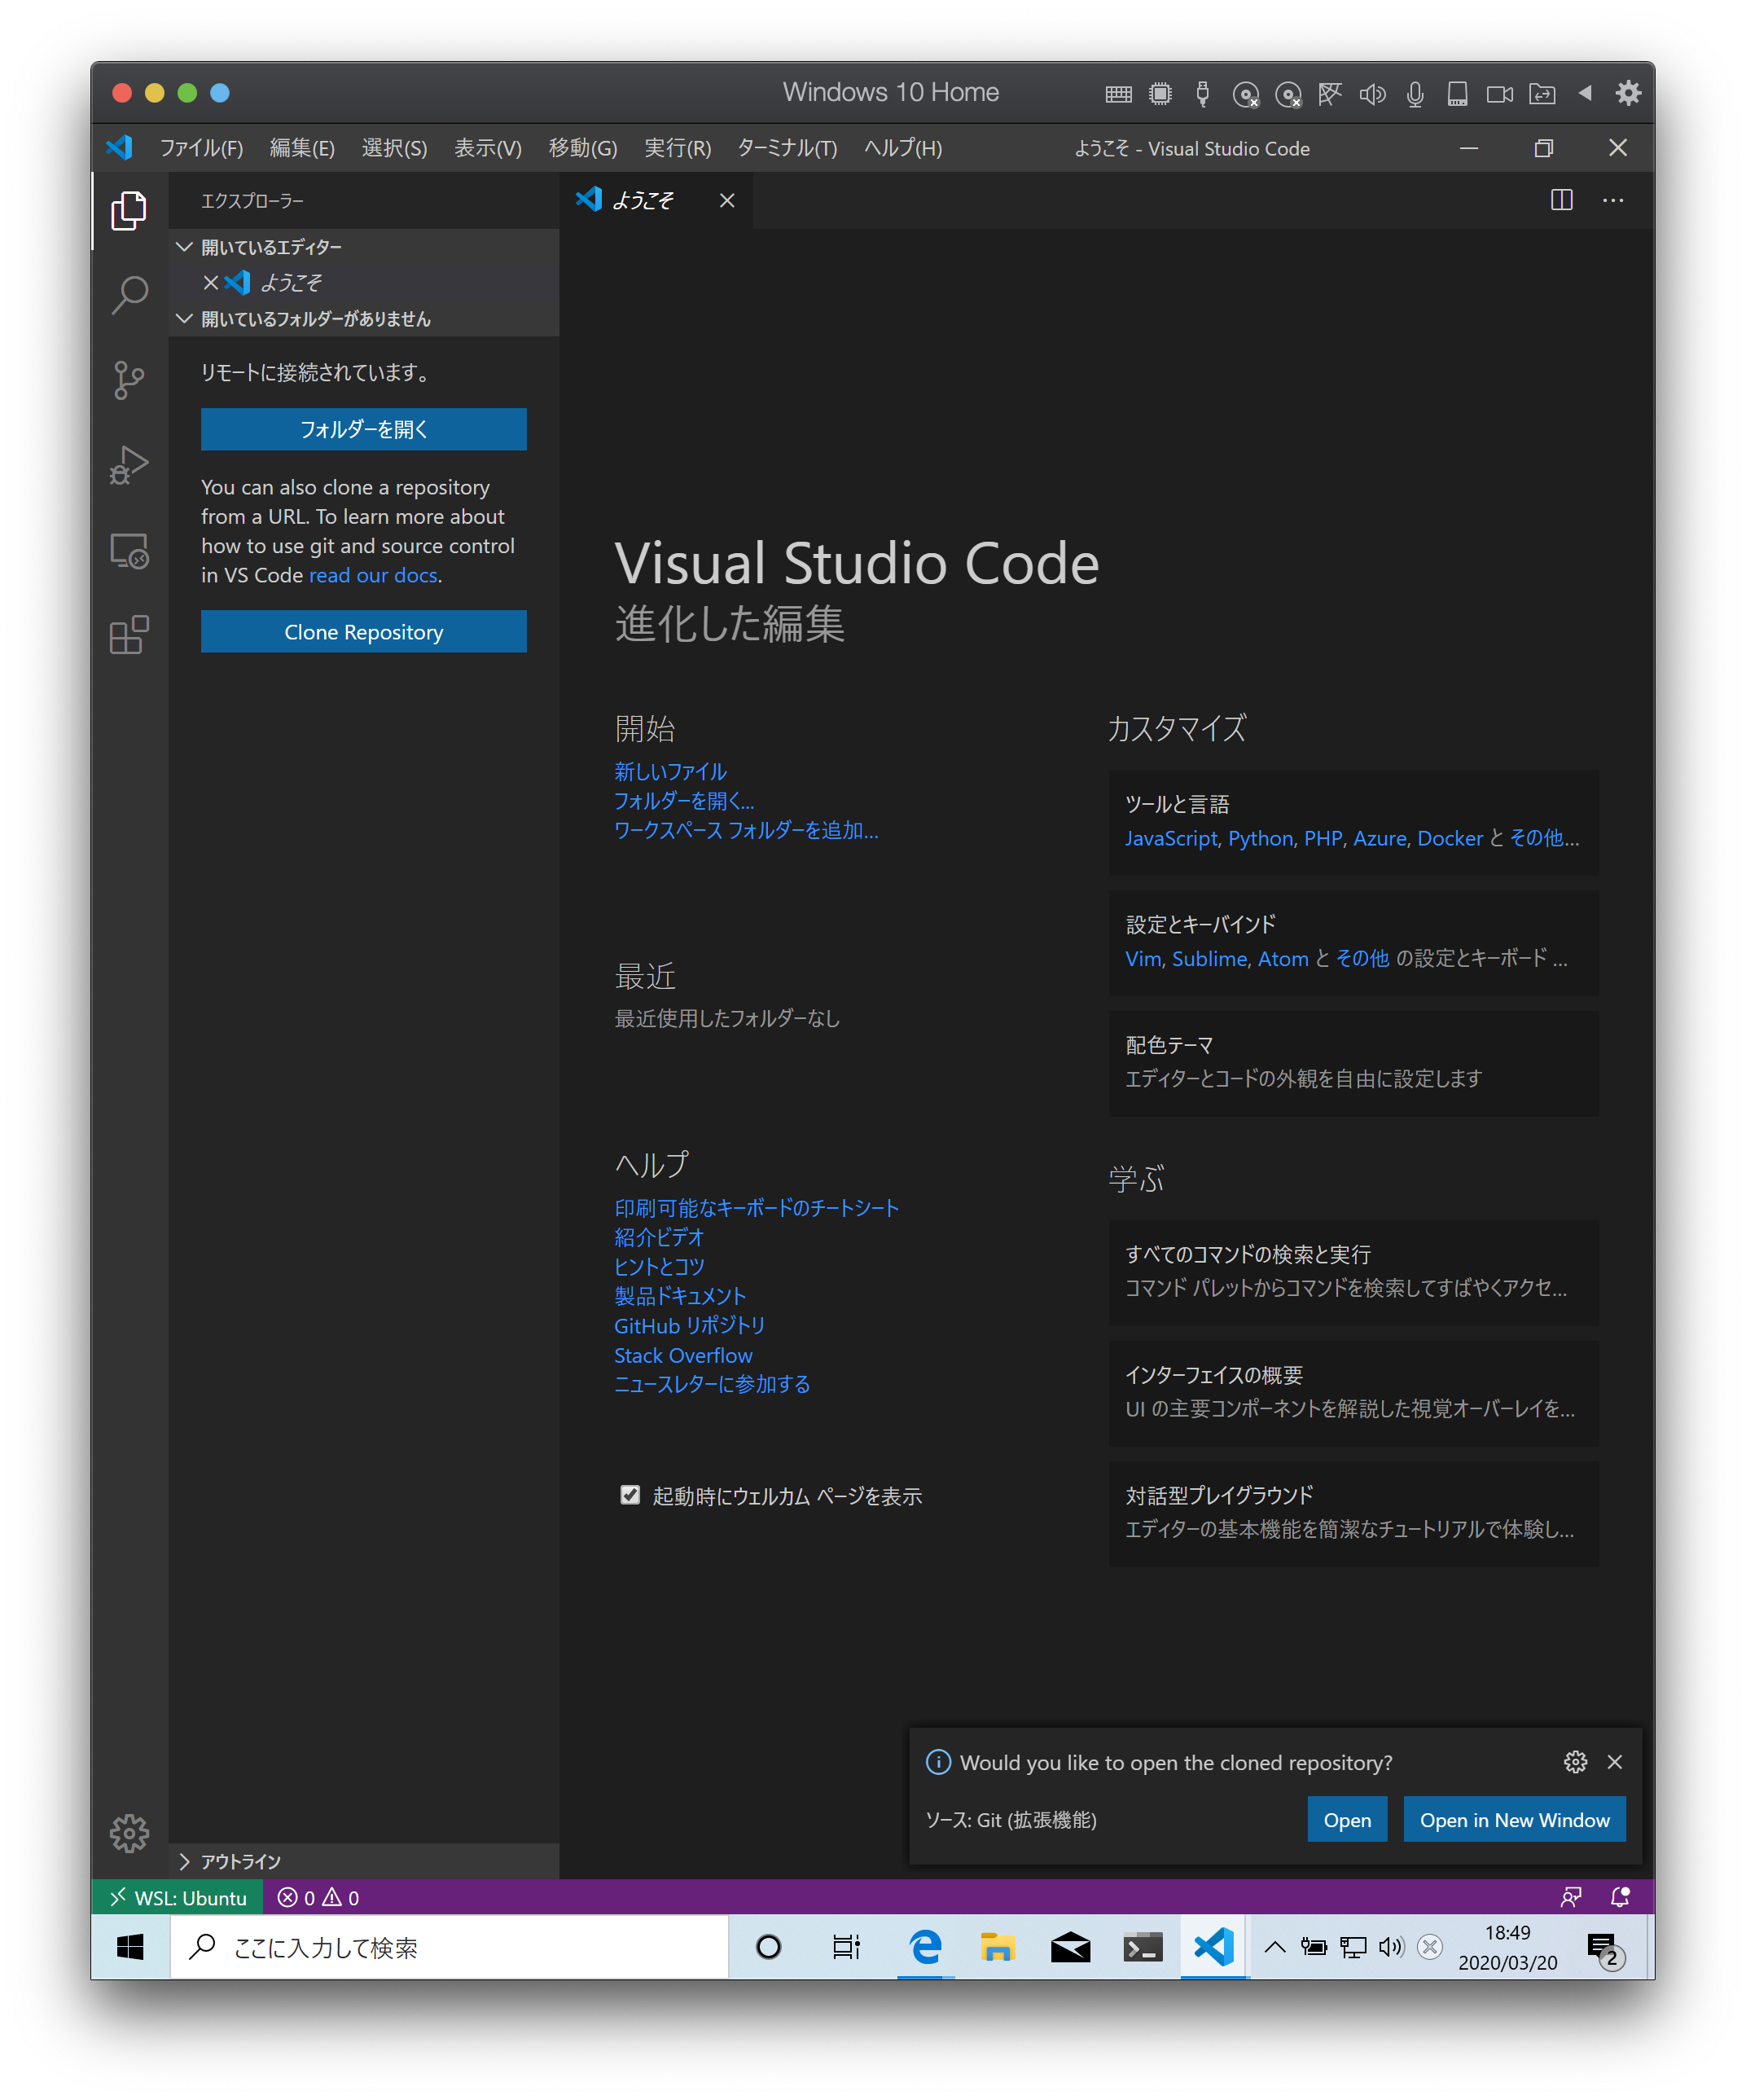 Windows 10 Home
ファイル(F) 編集(E) 選択(S) 表示(V) 移動(G) 実行(R) ターミナル(T) ヘルプ(H) ようこそ - Visual Studio Code
エクスプローラー
ようこそ
開いているエディター
ようこそ
開いているフォルダーがありません
リモートに接続されています。
フォルダーを開く
You can also clone a repository
from a URL. To learn more about
how to use git and source control
in VS Code read our docs.
Clone Repository
アウトライン
Visual Studio Code
進化した編集
開始
新しいファイル
フォルダーを開く...
ワークスペース フォルダーを追加...
最近
最近使用したフォルダーなし
ヘルプ
印刷可能なキーボードのチートシート
紹介ビデオ
ヒントとコツ
製品ドキュメント
GitHub リポジトリ
Stack Overflow
ニュースレターに参加する
起動時にウェルカム ページを表示
カスタマイズ
ツールと言語
JavaScript, Python, PHP, Azure, Docker と その他...
設定とキーバインド
Vim, Sublime, Atom と その他 の設定とキーボード ...
配色テーマ
エディターとコードの外観を自由に設定します
学ぶ
すべてのコマンドの検索と実行
コマンド パレットからコマンドを検索してすばやくアクセ...
インターフェイスの概要
UI の主要コンポーネントを解説した視覚オーバーレイを...
対話型プレイグラウンド
エディターの基本機能を簡潔なチュートリアルで体験し...
Would you like to open the cloned repository?
ソース: Git (拡張機能)
Open
Open in New Window
WSL: Ubuntu 0 0
ここに入力して検索
18:49
2020/03/20
2